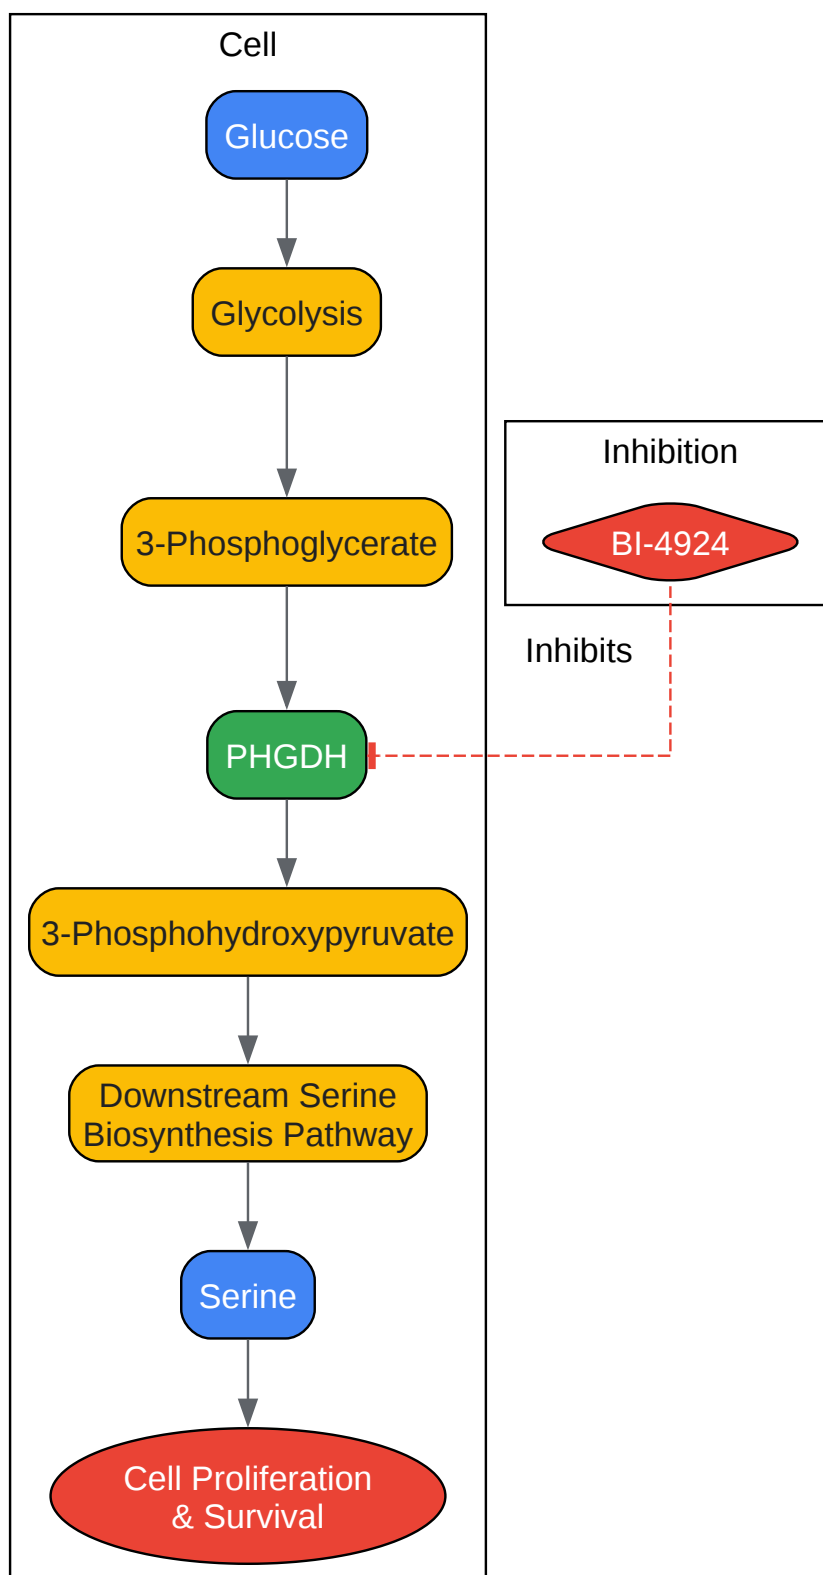 Cell
Glucose
Glycolysis
3-Phosphoglycerate
Inhibition
BI-4924
Inhibits
PHGDH
3-Phosphohydroxypyruvate
Downstream Serine
Biosynthesis Pathway
Serine
Cell Proliferation
& Survival